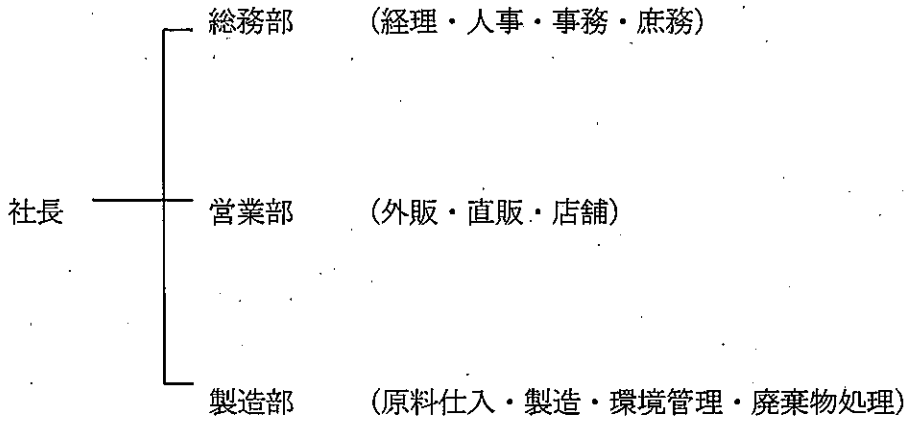 総務部 (経理・人事・事務・庶務)
社長 営業部 (外販・直販・店舗)
製造部 (原料仕入・製造・環境管理・廃棄物処理)